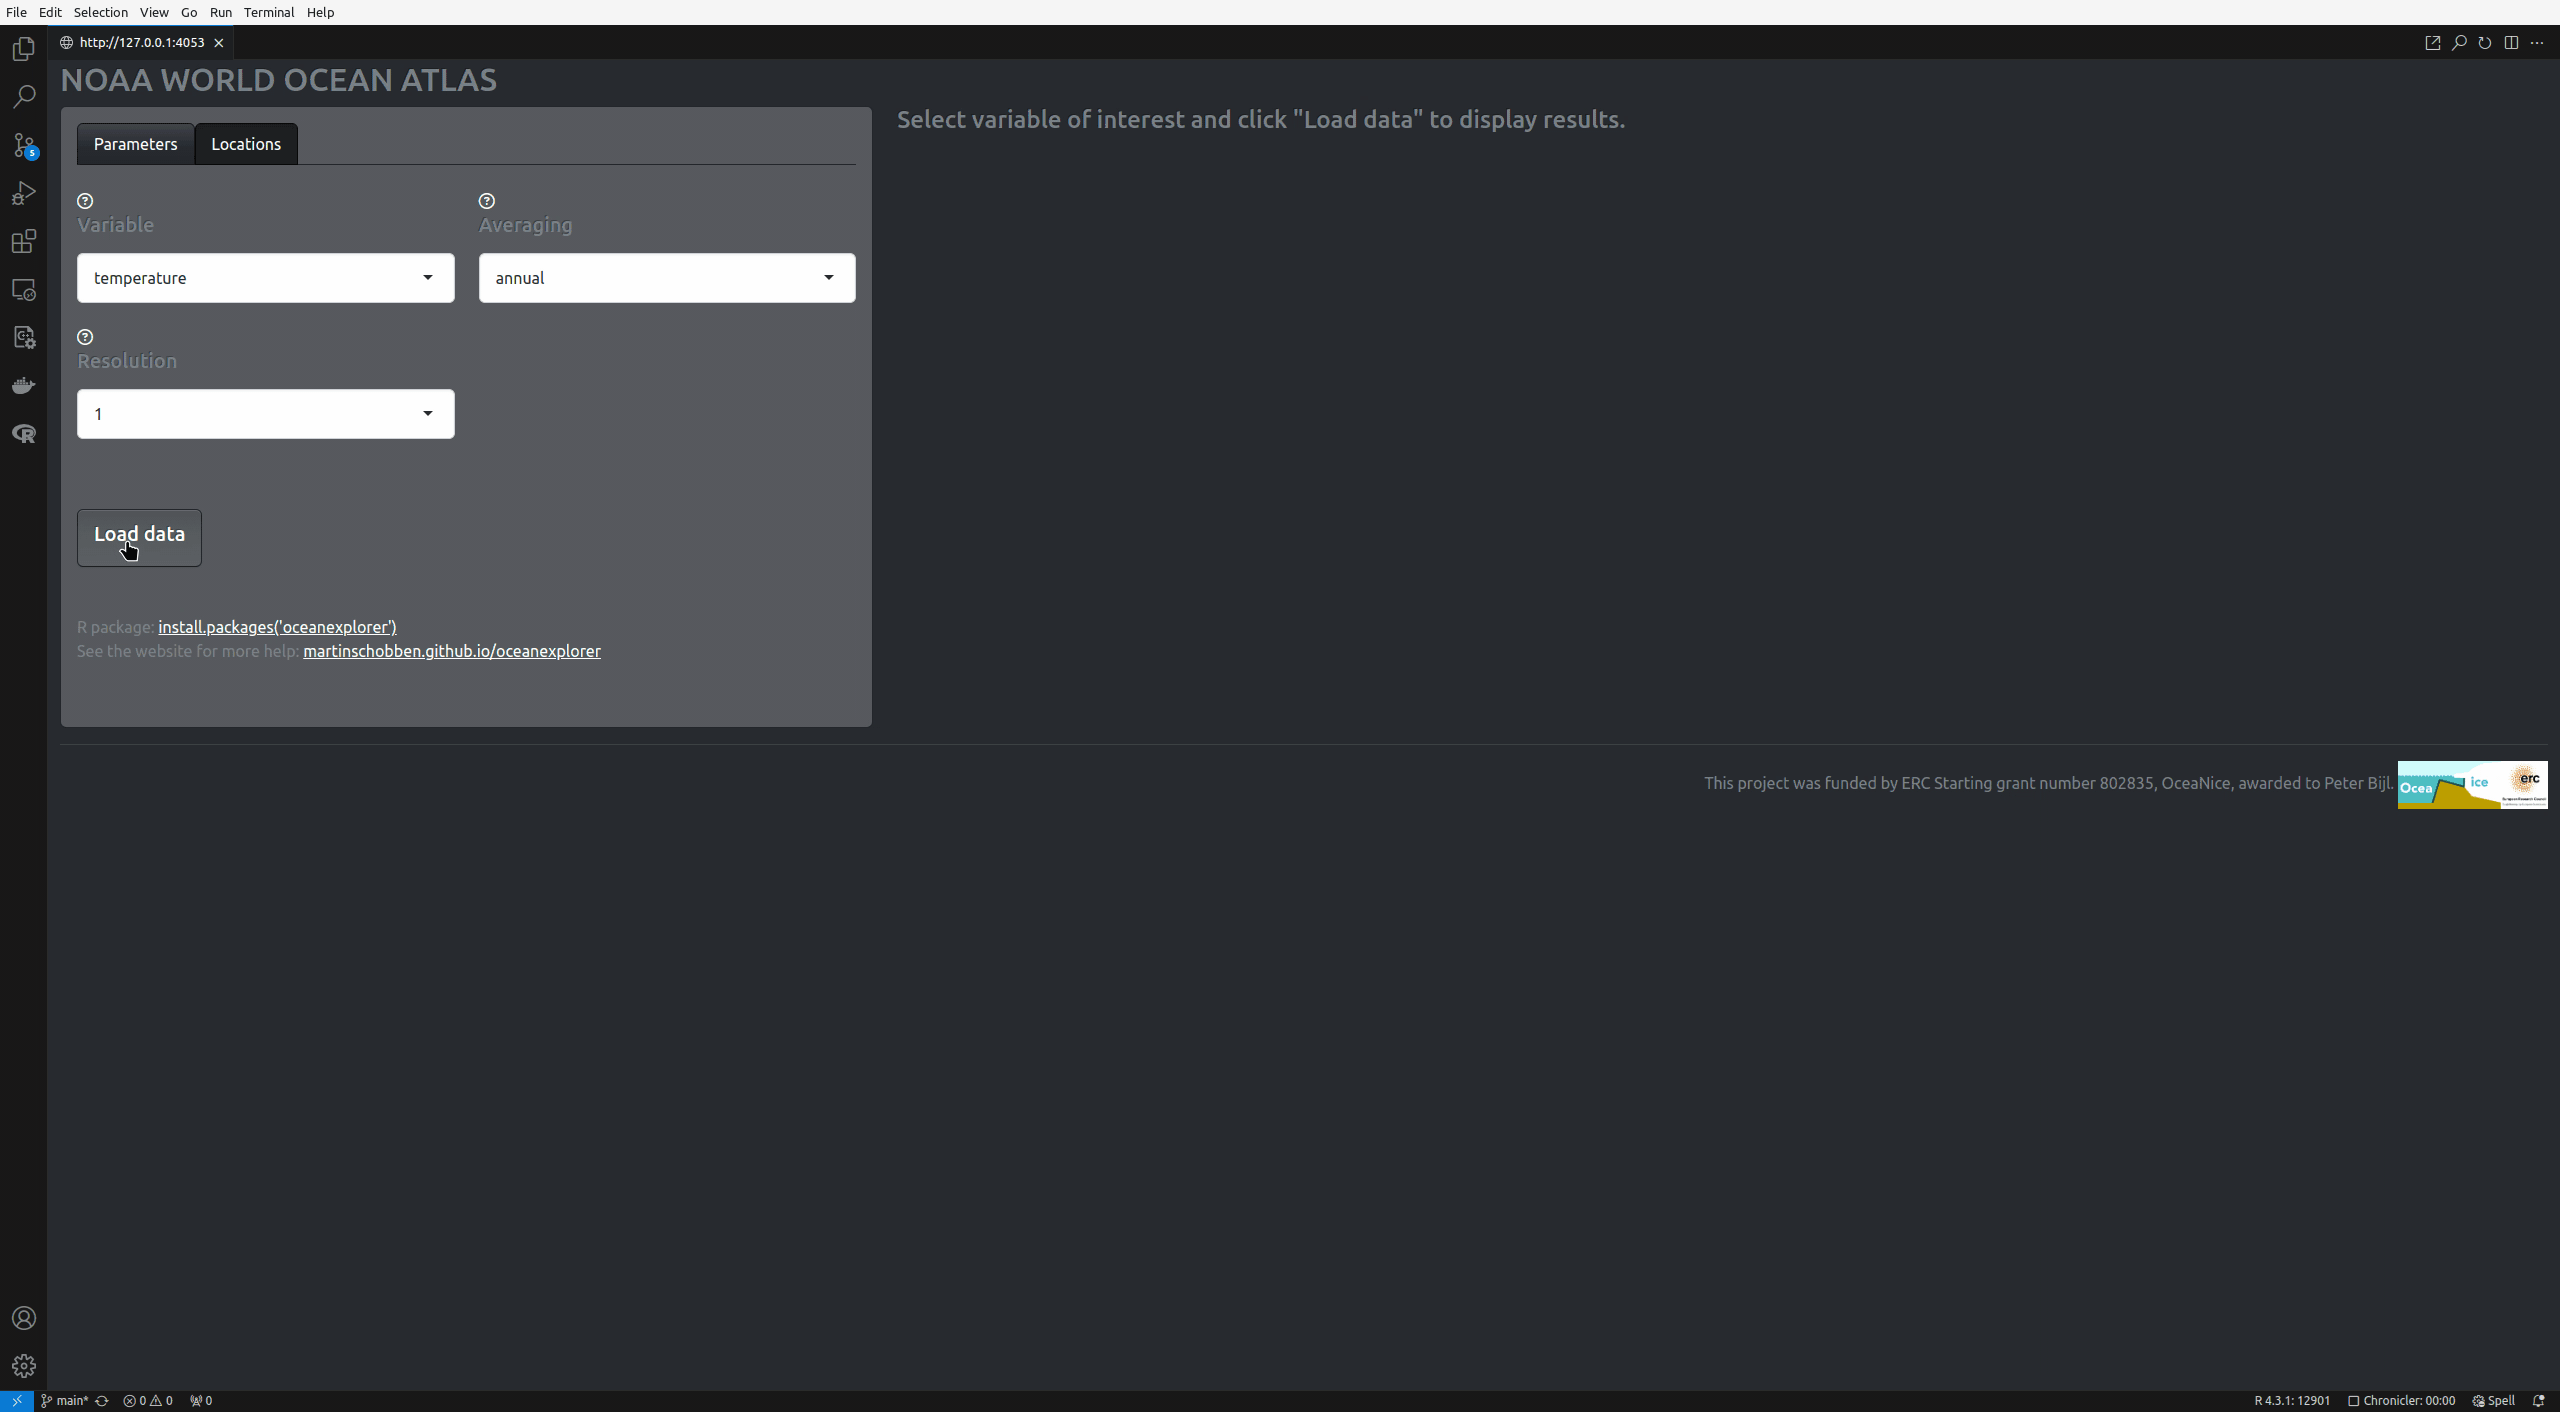 File Edit Selection View Go Run Terminal Help
http://127.0.0.1:4053
NOAA WORLD OCEAN ATLAS
Parameters Locations
Select variable of interest and click "Load data" to display results.
Variable Averaging
temperature annual
Resolution
1
Load data
R package: install.packages('oceanexplorer')
See the website for more help: martinschobben.github.io/oceanexplorer
This project was funded by ERC Starting grant number 802835, OceaNice, awarded to Peter Bijl.
Ocea ice erc
5
main* 0 0 0 R 4.3.1: 12901 Chronicler: 00:00 Spell